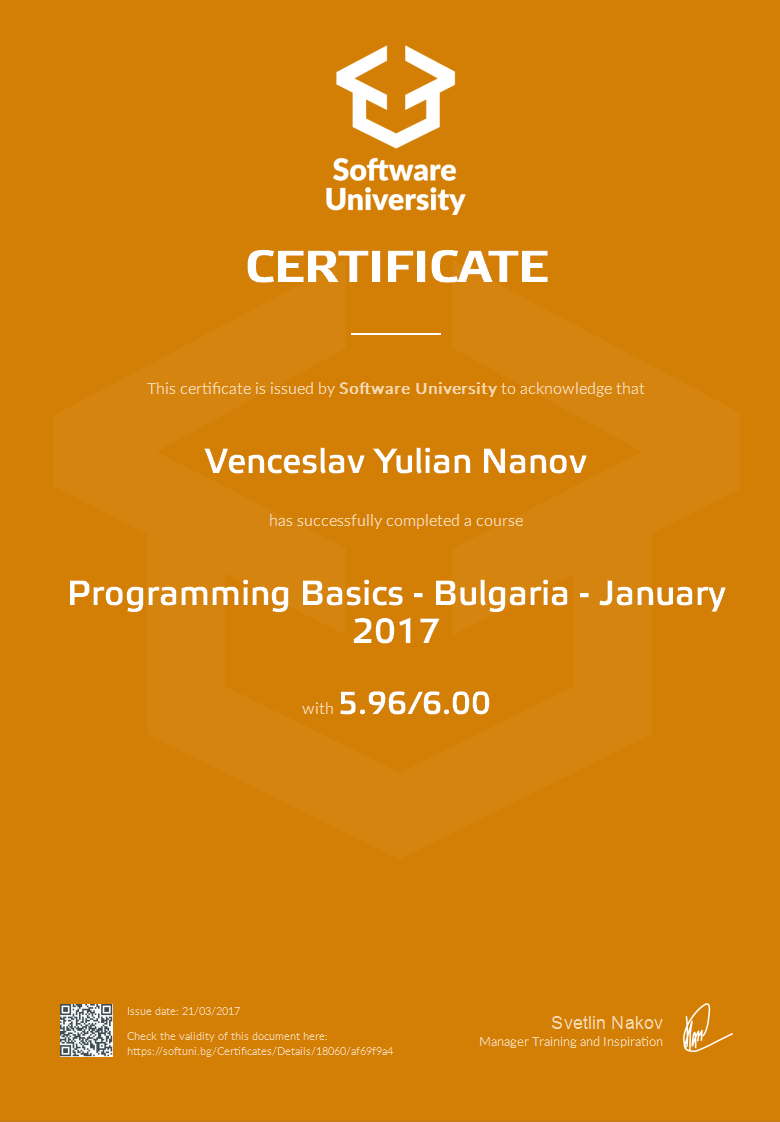 Software
University
CERTIFICATE
This certificate is issued by Software University to acknowledge that
Venceslav Yulian Nanov
has successfully completed a course
Programming Basics - Bulgaria - January
2017
with 5.96/6.00
Issue date: 21/03/2017
Check the validity of this document here:
https://softuni.bg/Certificates/Details/18060/af69f9a4
Svetlin Nakov
Manager Training and Inspiration